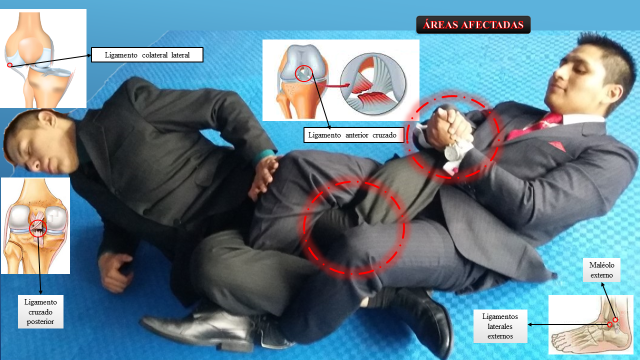 ÁREAS AFECTADAS
Ligamento colateral lateral
Ligamento anterior cruzado
Ligamento
cruzado
posterior
Maléolo
externo
Ligamentos
laterales
externos